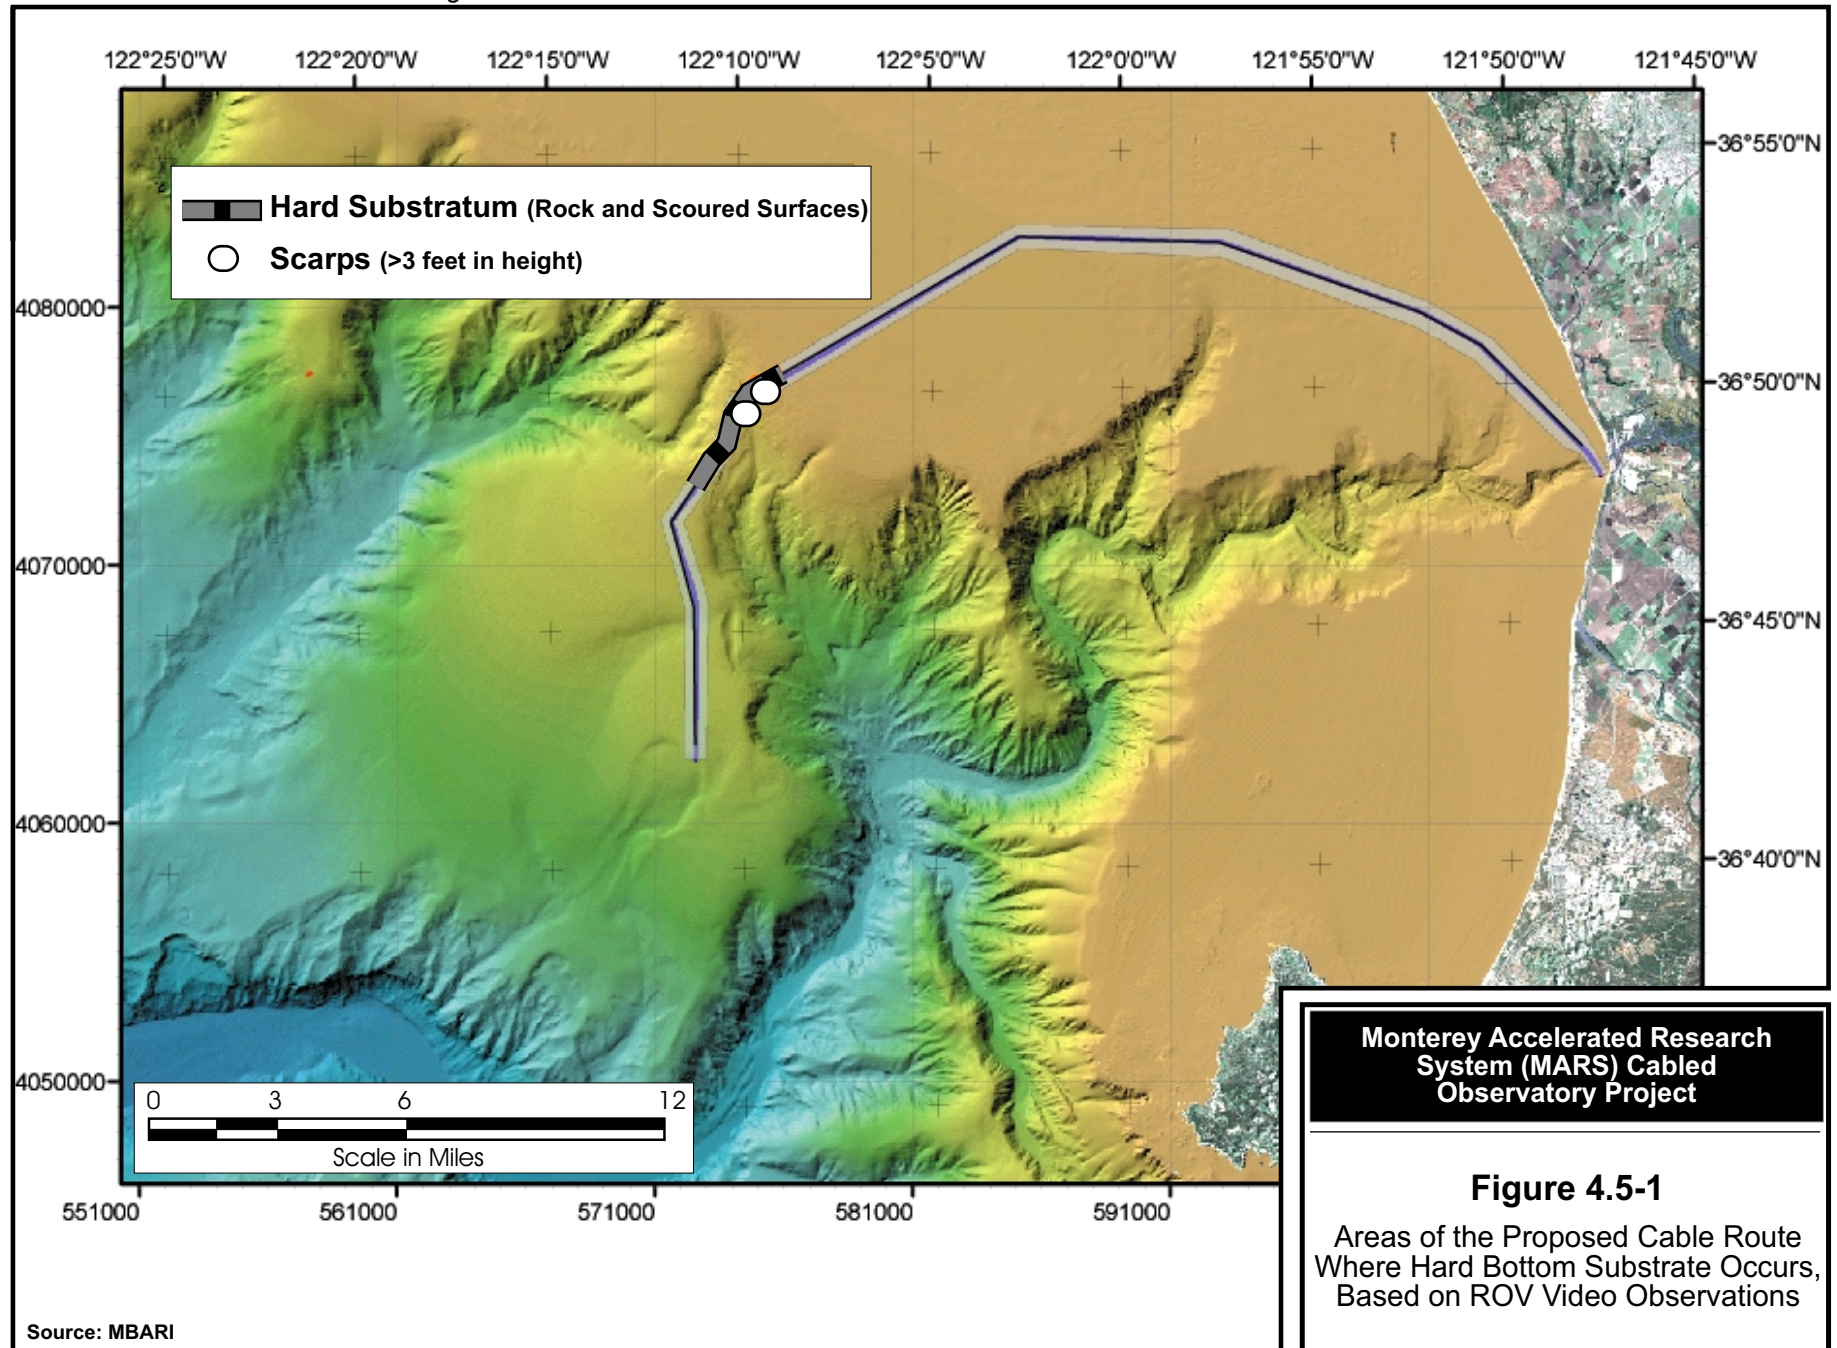 122°25'0"W 122°20'0"W 122°15'0"W 122°10'0"W 122°5'0"W 122°0'0"W 121°55'0"W 121°50'0"W 121°45'0"W
36°55'0"N
Hard Substratum (Rock and Scoured Surfaces)
Scarps (>3 feet in height)
4080000
36°50'0"N
4070000
36°45'0"N
4060000
36°40'0"N
4050000
0 3 6 12
Scale in Miles
551000 561000 571000 581000 591000
Monterey Accelerated Research
System (MARS) Cabled
Observatory Project
Figure 4.5-1
Areas of the Proposed Cable Route
Where Hard Bottom Substrate Occurs,
Based on ROV Video Observations
Source: MBARI